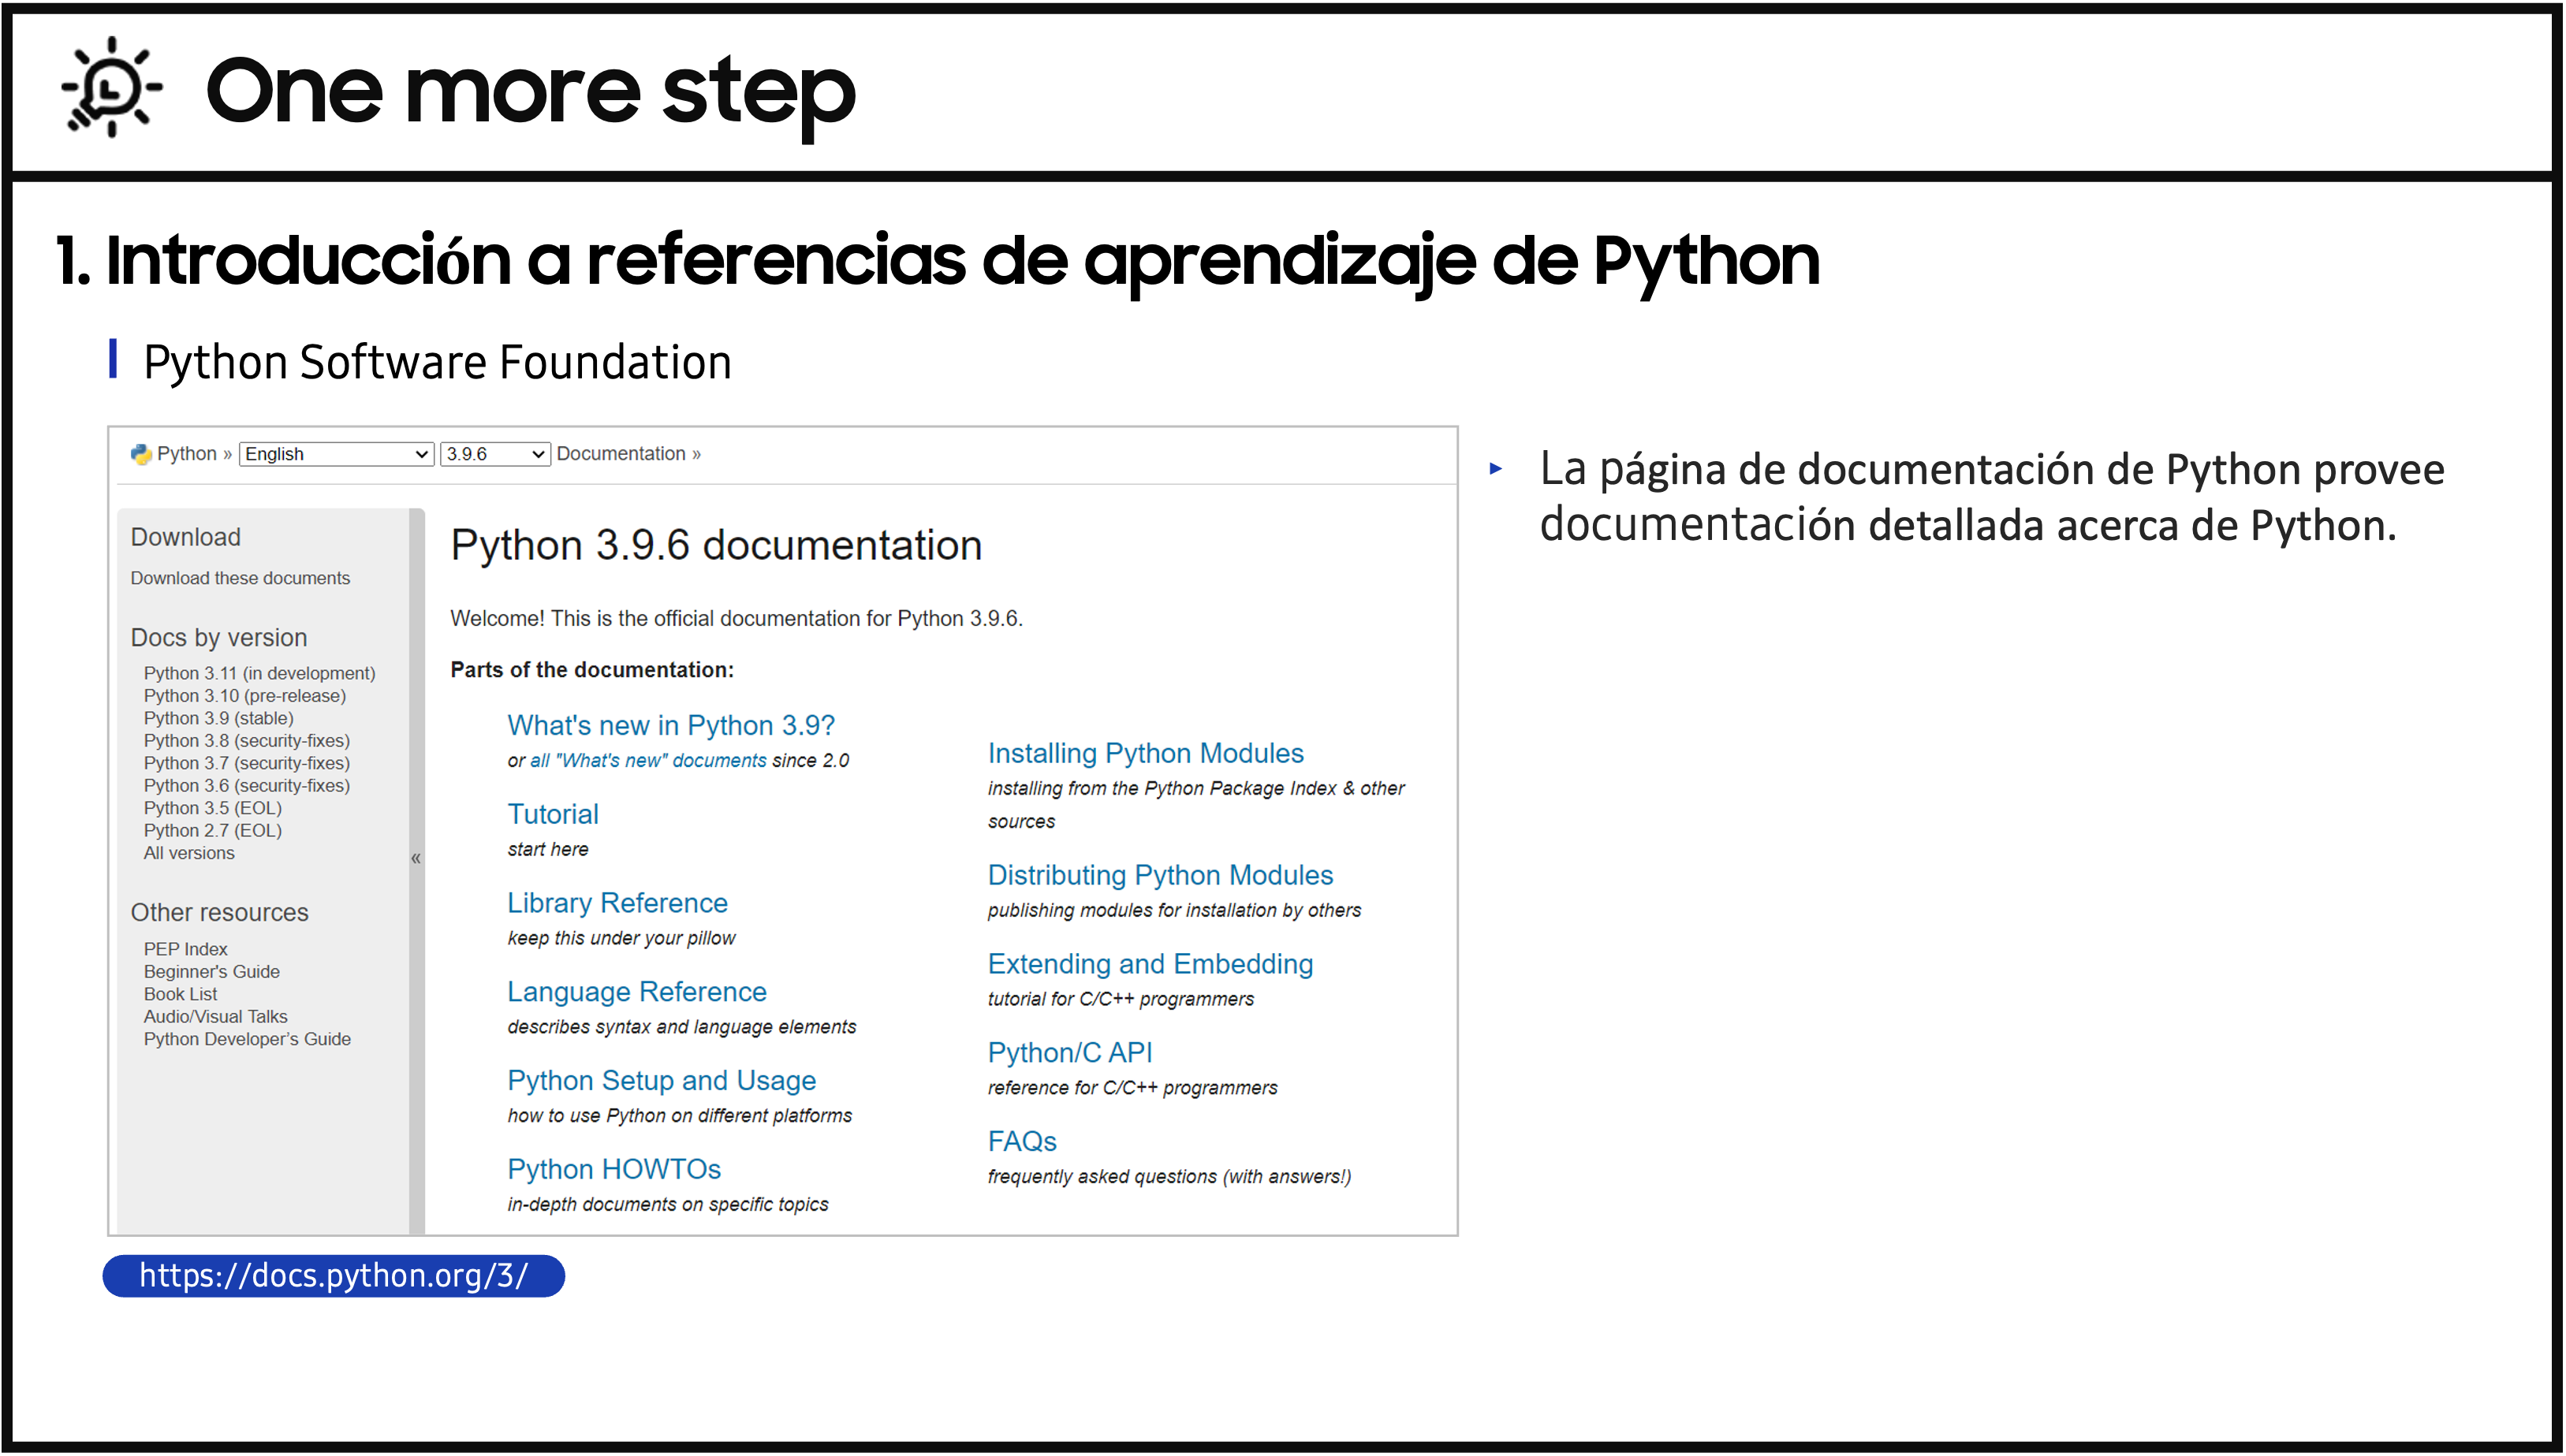 One more step
1. Introducción a referencias de aprendizaje de Python
Python Software Foundation
Python » English 3.9.6 Documentation »
Download
Download these documents
Docs by version
Python 3.11 (in development)
Python 3.10 (pre-release)
Python 3.9 (stable)
Python 3.8 (security-fixes)
Python 3.7 (security-fixes)
Python 3.6 (security-fixes)
Python 3.5 (EOL)
Python 2.7 (EOL)
All versions
Other resources
PEP Index
Beginner's Guide
Book List
Audio/Visual Talks
Python Developer's Guide
«
Python 3.9.6 documentation
Welcome! This is the official documentation for Python 3.9.6.
Parts of the documentation:
What's new in Python 3.9?
or all "What's new" documents since 2.0
Tutorial
start here
Library Reference
keep this under your pillow
Language Reference
describes syntax and language elements
Python Setup and Usage
how to use Python on different platforms
Python HOWTOs
in-depth documents on specific topics
Installing Python Modules
installing from the Python Package Index & other
sources
Distributing Python Modules
publishing modules for installation by others
Extending and Embedding
tutorial for C/C++ programmers
Python/C API
reference for C/C++ programmers
FAQs
frequently asked questions (with answers!)
https://docs.python.org/3/
La página de documentación de Python provee
documentación detallada acerca de Python.